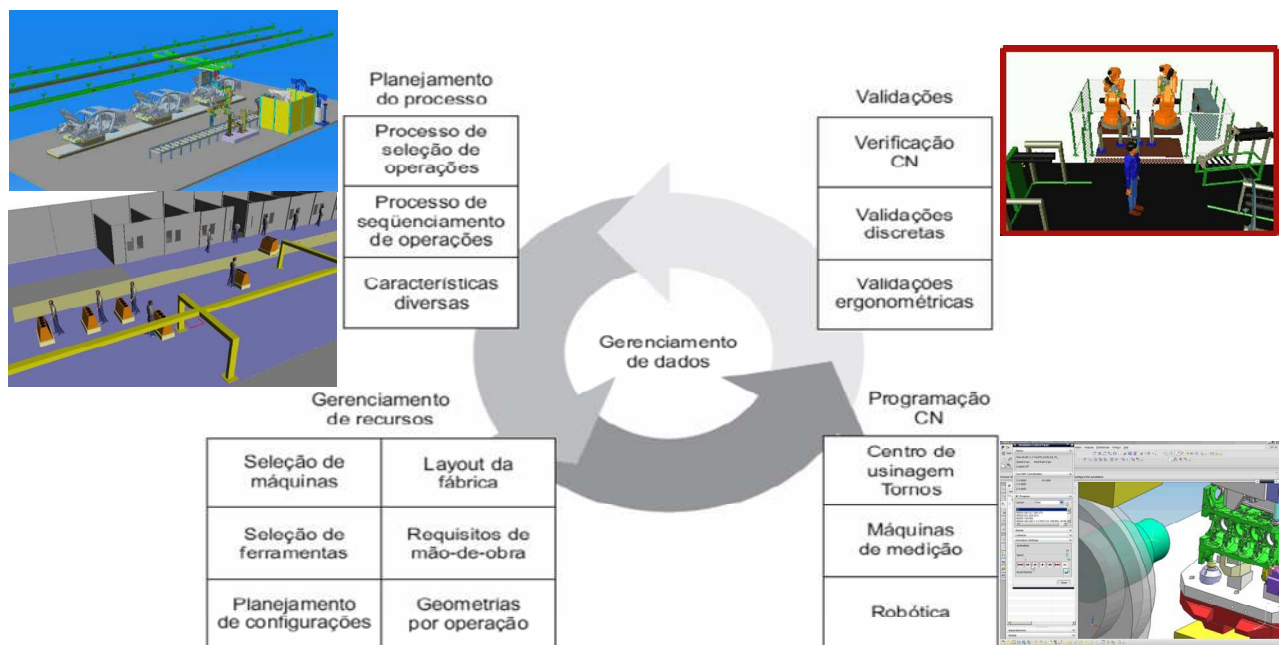 Planejamento
do processo
Processo de
seleção de
operações
Processo de
seqüenciamento
de operações
Características
diversas
Validações
Verificação
CN
Validações
discretas
Validações
ergonométricas
Gerenciamento
de dados
Gerenciamento
de recursos
Seleção de
máquinas
Layout da
fábrica
Seleção de
ferramentas
Requisitos de
mão-de-obra
Planejamento
de configurações
Geometrias
por operação
Programação
CN
Centro de
usinagem
Tornos
Máquinas
de medição
Robótica